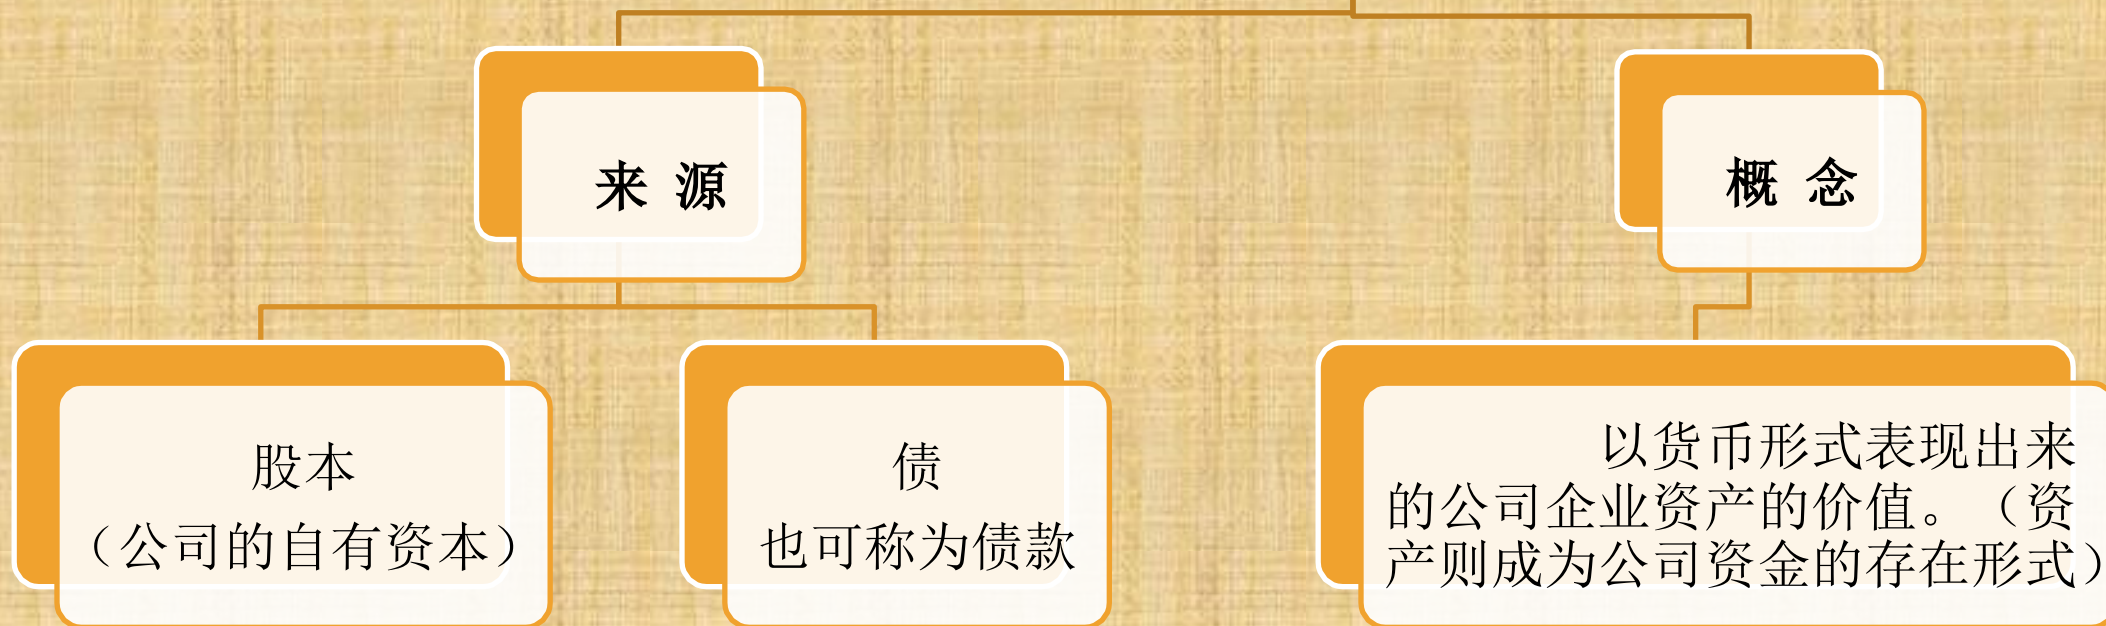 来 源
概 念
股本
（公司的自有资本）
债
也可称为债款
以货币形式表现出来
的公司企业资产的价值。（资
产则成为公司资金的存在形式）